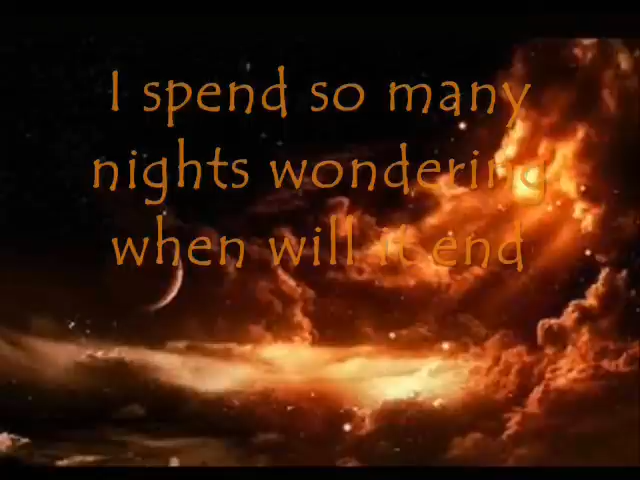 I spend so many
nights wondering
when will it end